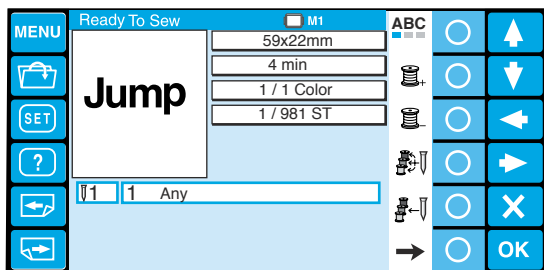 MENU
Ready To Sew
M1
ABC
59x22mm
4 min
1 / 1 Color
1 / 981 ST
Jump
+
SET
-
?
1
1 Any
X
OK